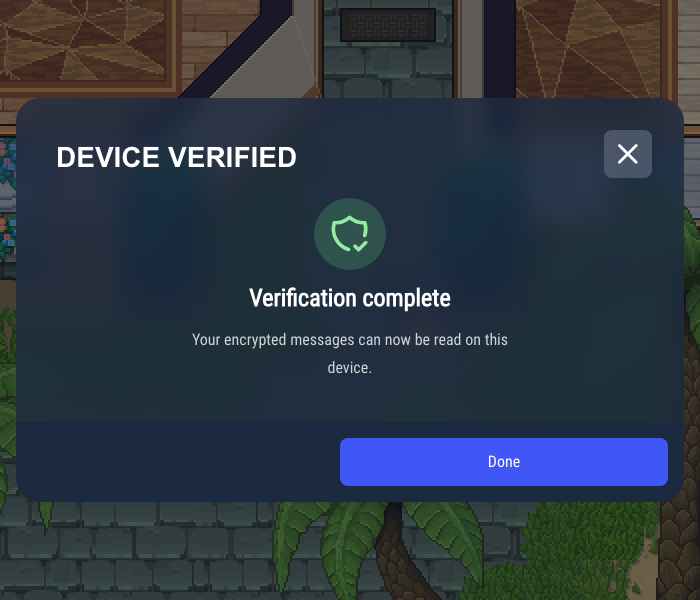 DEVICE VERIFIED
Verification complete
Your encrypted messages can now be read on this
device.
Done